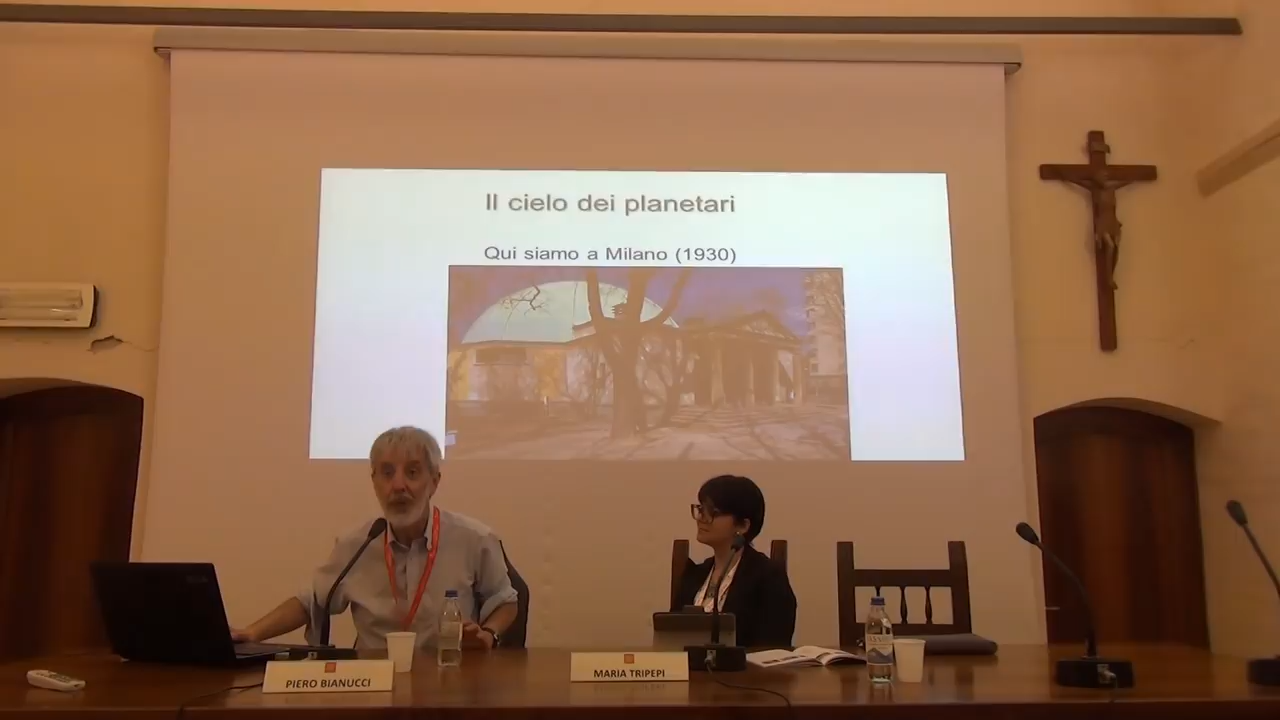 Il cielo dei planetari
Qui siamo a Milano (1930)
PIERO BIANUCCI
MARIA TRIPEPI